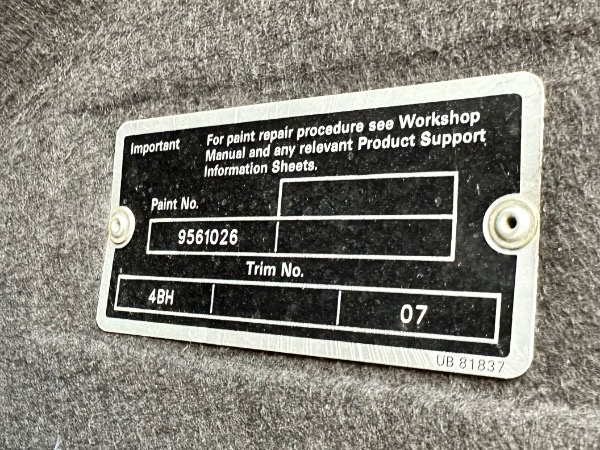 Important
For paint repair procedure see Workshop
Manual and any relevant Product Support
Information Sheets.
Paint No.
9561026
Trim No.
4BH 07
UB 81837